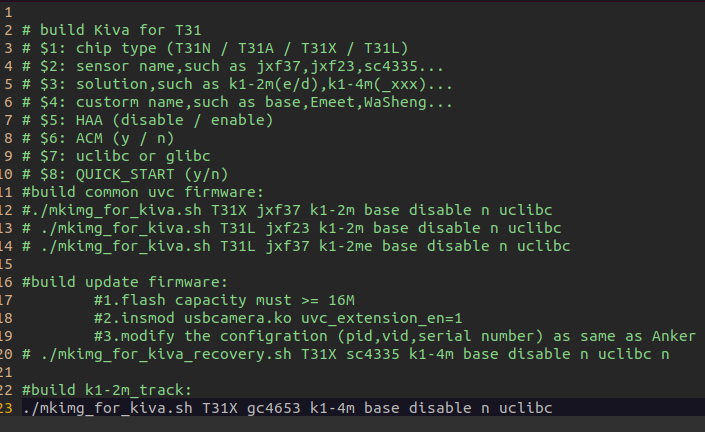 1
2 # build Kiva for T31
3 # $1: chip type (T31N / T31A / T31X / T31L)
4 # $2: sensor name,such as jxf37,jxf23,sc4335...
5 # $3: solution,such as k1-2m(e/d),k1-4m(_xxx)...
6 # $4: custorm name,such as base,Emeet,WaSheng...
7 # $5: HAA (disable / enable)
8 # $6: ACM (y / n)
9 # $7: uclibc or glibc
10 # $8: QUICK_START (y/n)
11 #build common uvc firmware:
12 #./mkimg_for_kiva.sh T31X jxf37 k1-2m base disable n uclibc
13 # ./mkimg_for_kiva.sh T31L jxf23 k1-2m base disable n uclibc
14 # ./mkimg_for_kiva.sh T31L jxf37 k1-2me base disable n uclibc
15
16 #build update firmware:
17 #1.flash capacity must >= 16M
18 #2.insmod usbcamera.ko uvc_extension_en=1
19 #3.modify the configration (pid,vid,serial number) as same as Anker
20 # ./mkimg_for_kiva_recovery.sh T31X sc4335 k1-4m base disable n uclibc n
21
22 #build k1-2m_track:
23 ./mkimg_for_kiva.sh T31X gc4653 k1-4m base disable n uclibc